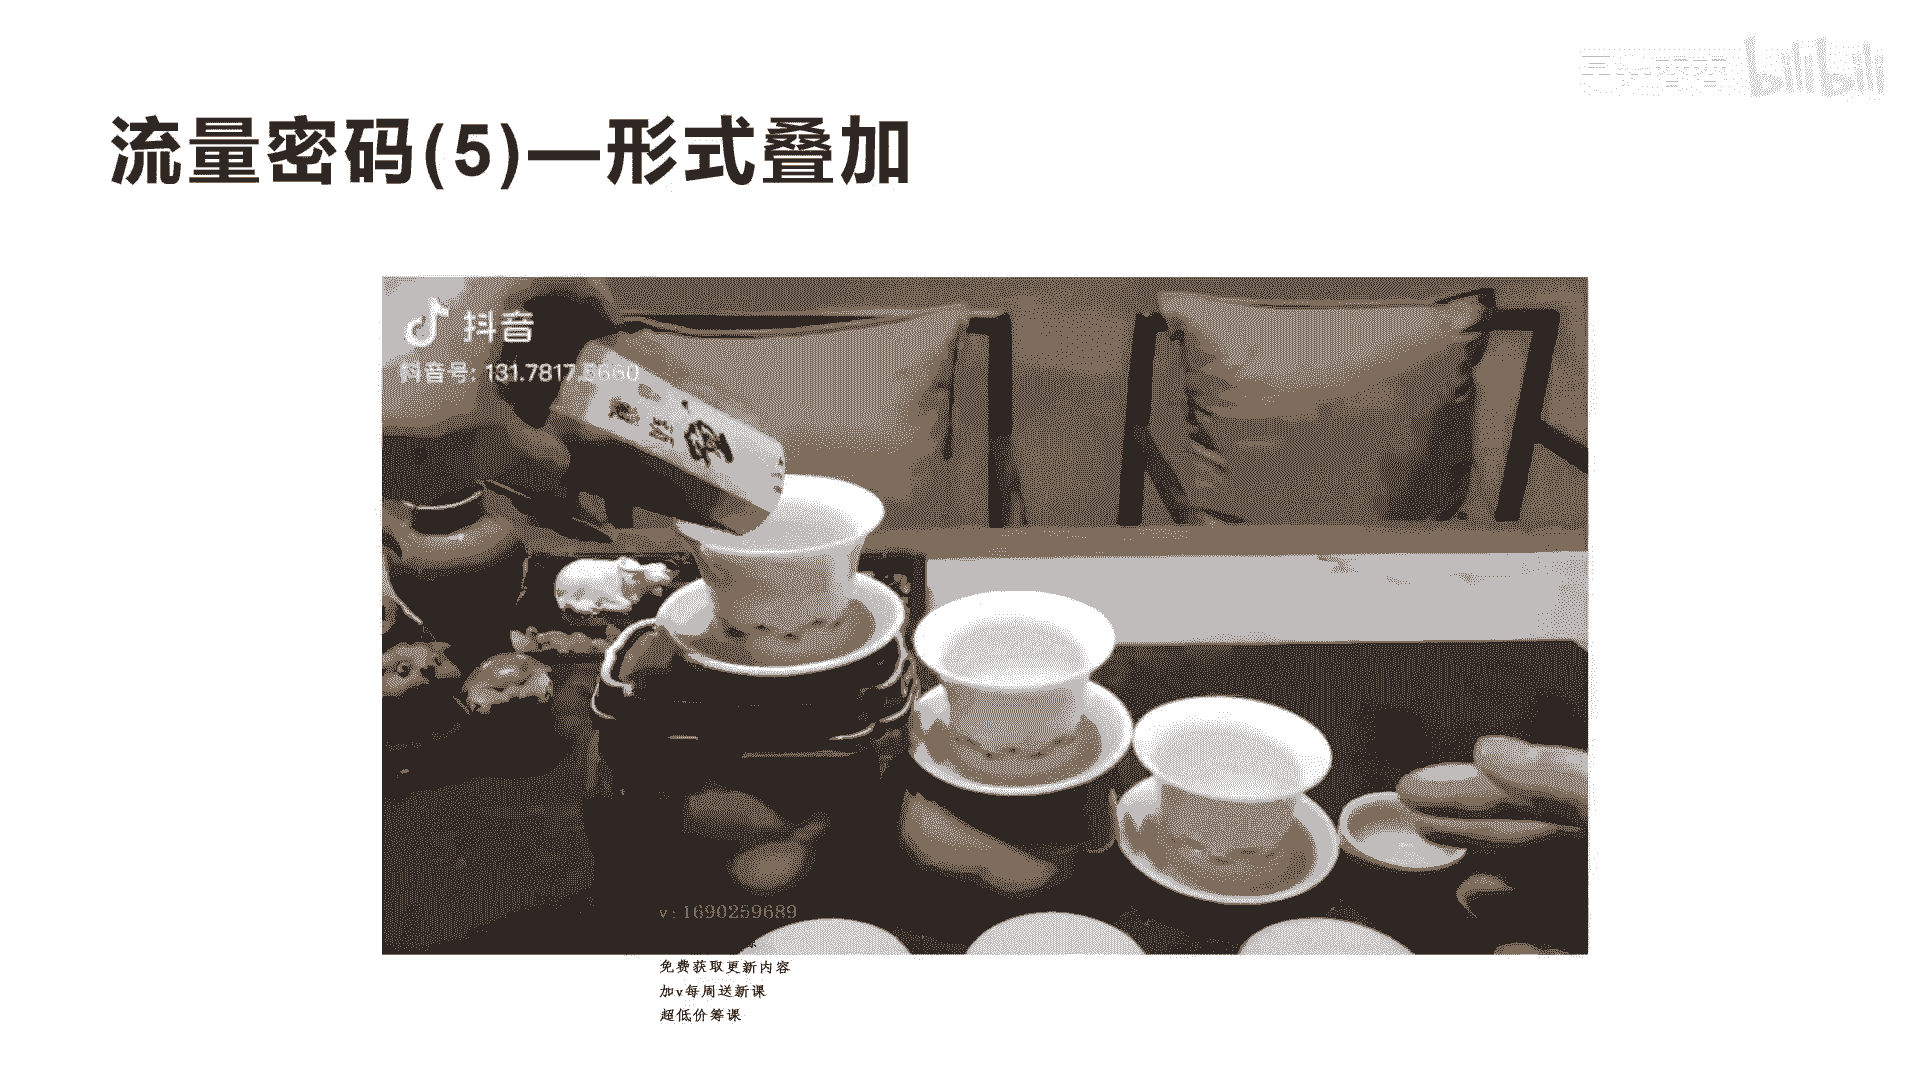 bilibili
流量密码(5)—形式叠加
抖音
抖音号: 131.7817.5660
v:1690259689
免费获取更新内容
加v每周送新课
超低价筹课